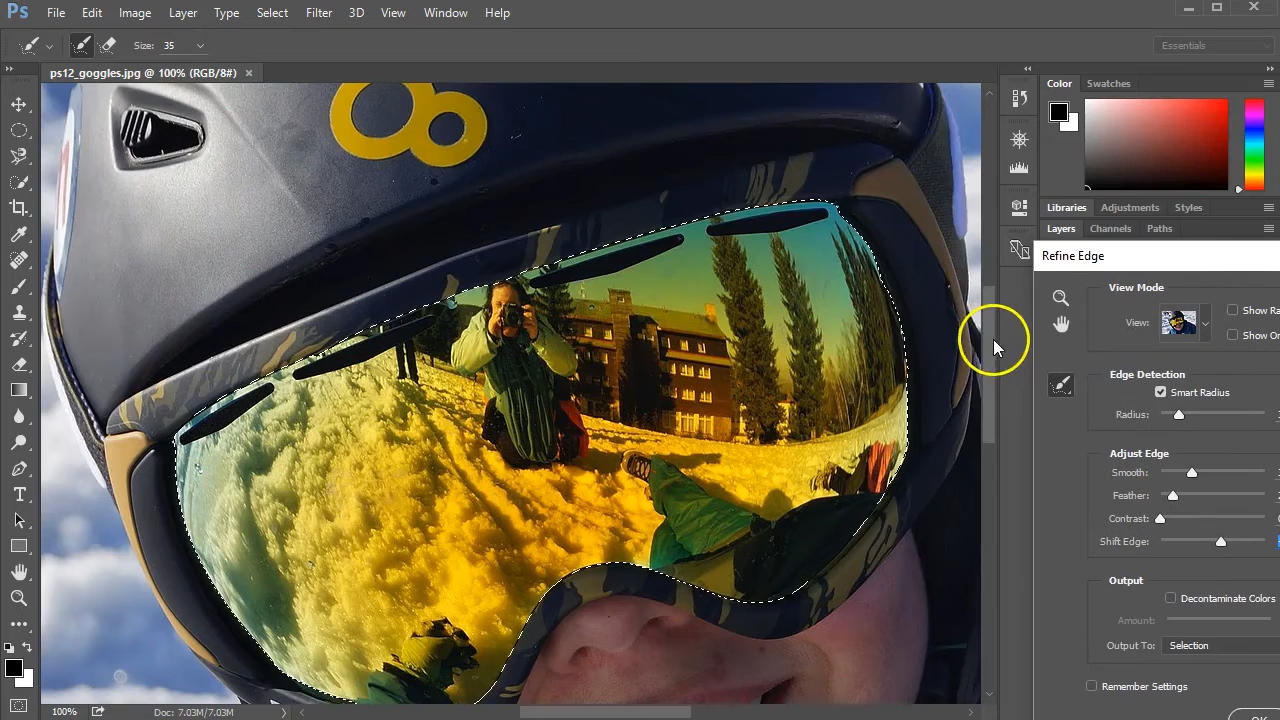 Ps File Edit Image Layer Type Select Filter 3D View Window Help
Size: 35 Essentials
ps12_goggles.jpg @ 100% (RGB/8#) ×
Color Swatches
8
Libraries Adjustments Styles
Layers Channels Paths
Refine Edge
View Mode
Show Ra
View:
Show Or
Edge Detection
Smart Radius
Radius:
Adjust Edge
Smooth:
Feather:
Contrast:
Shift Edge:
Output
Decontaminate Colors
Amount:
Output To: Selection
Remember Settings
100% Doc: 7.03M/7.03M
OK